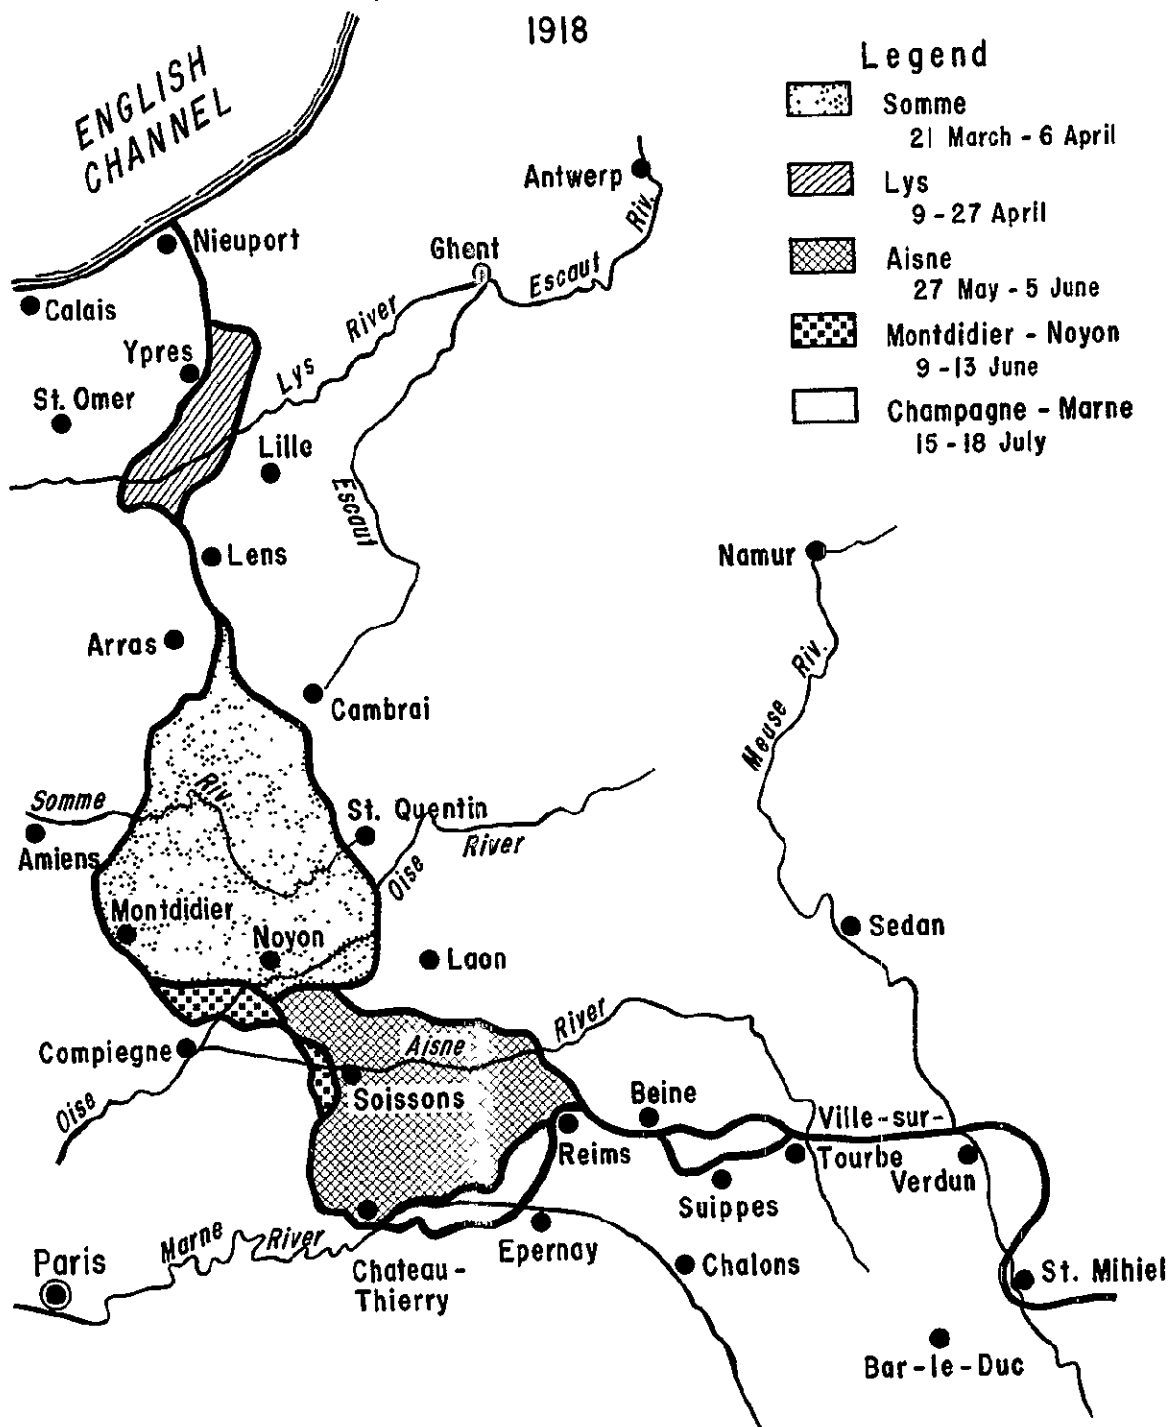 1918
ENGLISH
CHANNEL
Legend
Somme
21 March - 6 April
Lys
9 - 27 April
Aisne
27 May - 5 June
Montdidier - Noyon
9 - 13 June
Champagne - Marne
15 - 18 July
Antwerp
Riv.
Escaut
Ghent
Nieuport
Calais
River
Lys
Ypres
St. Omer
Lille
Escaut
Lens
Namur
Arras
Riv.
Meuse
Cambrai
Somme
Riv.
St. Quentin
Amiens
River
Oise
Montdidier
Noyon
Laon
Sedan
River
Aisne
Compiegne
Oise
Soissons
Beine
Ville-sur-
Tourbe
Reims
Verdun
Suippes
Marne
River
Epernay
Paris
Chateau -
Thierry
Chalons
St. Mihiel
Bar-le-Duc